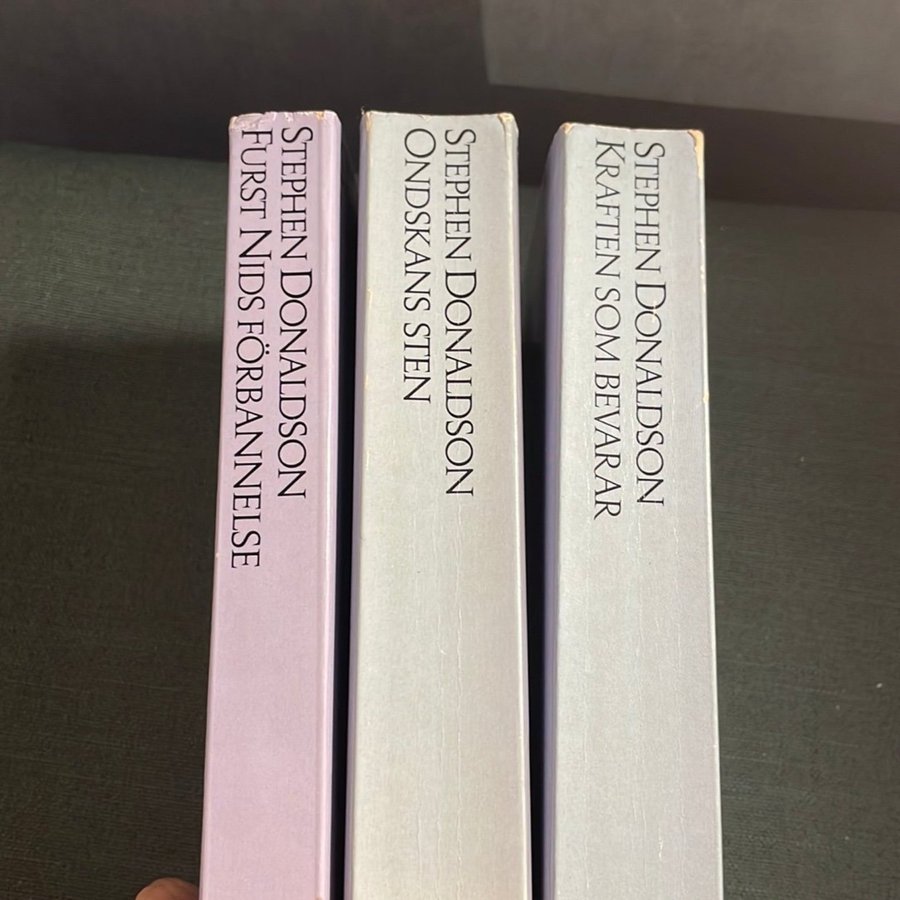 STEPHEN DONALDSON
FURST NIDS FÖRBANNELSE
STEPHEN DONALDSON
ONDSKANS STEN
STEPHEN DONALDSON
KRAFTEN SOM BEVARAR